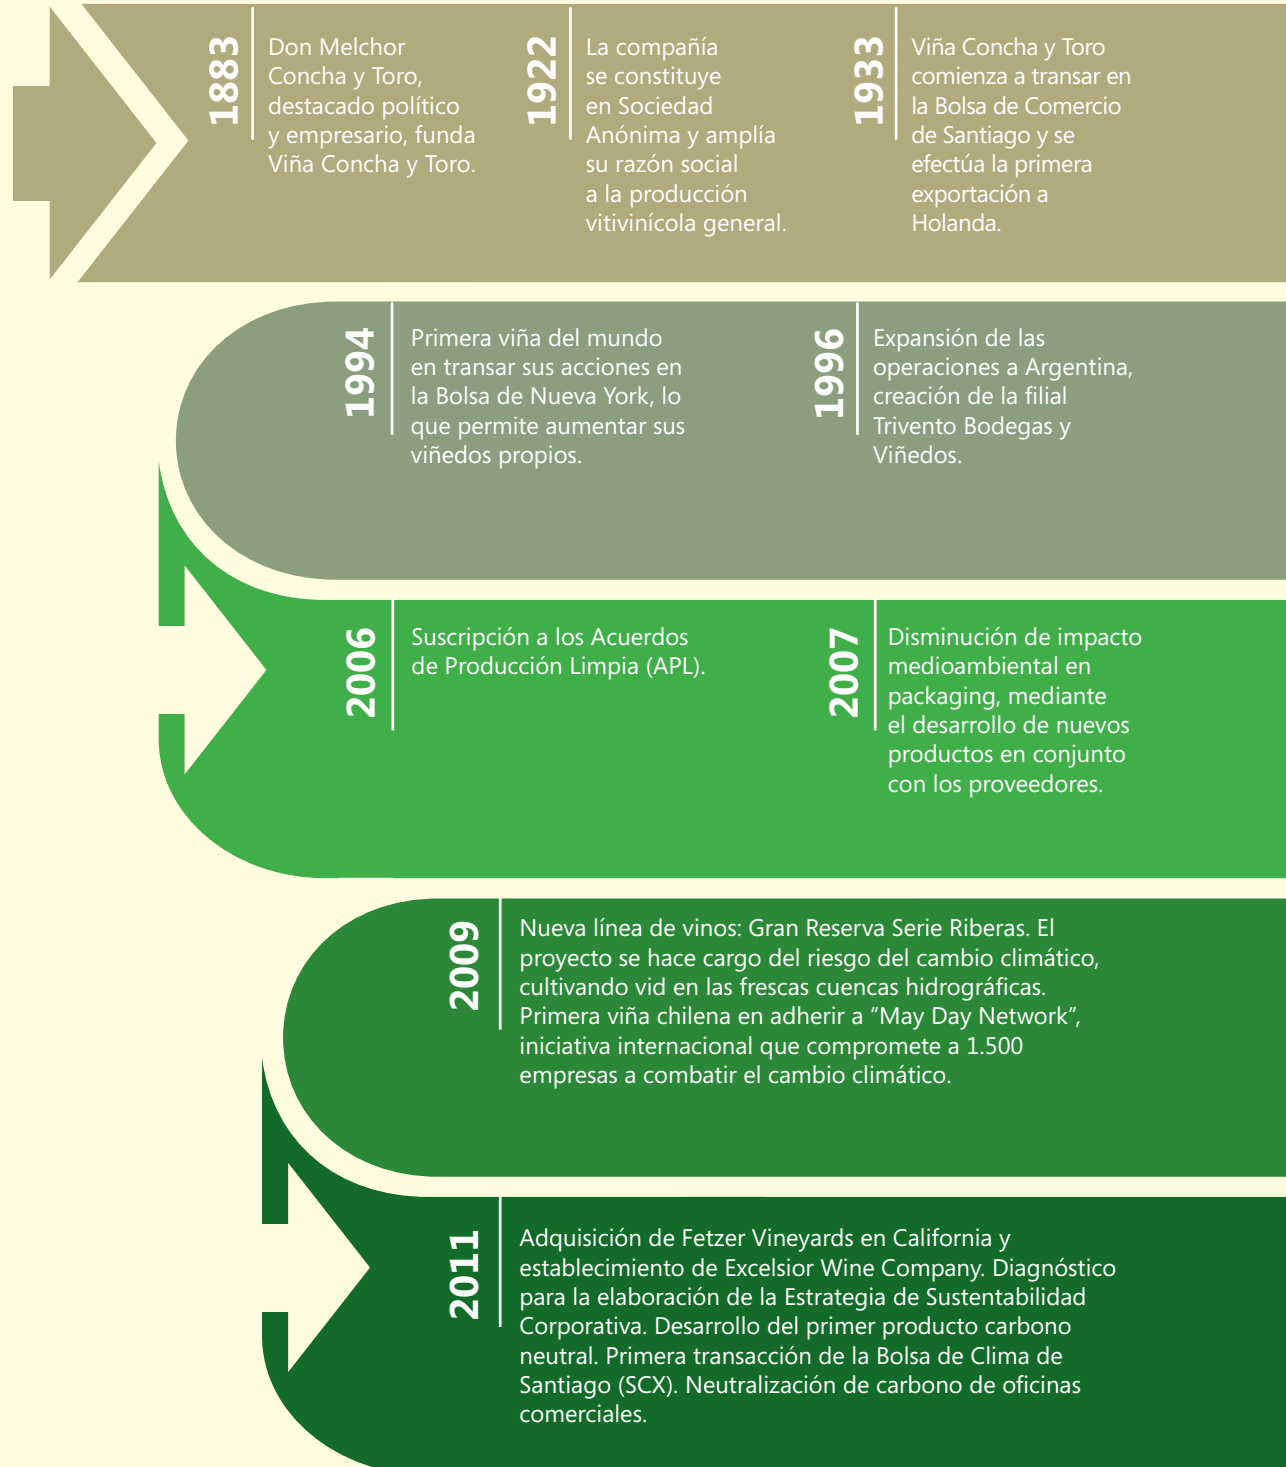 1883
Don Melchor
Concha y Toro,
destacado político
y empresario, funda
Viña Concha y Toro.
1922
La compañía
se constituye
en Sociedad
Anónima y amplía
su razón social
a la producción
vitivinícola general.
1933
Viña Concha y Toro
comienza a transar en
la Bolsa de Comercio
de Santiago y se
efectúa la primera
exportación a
Holanda.
1994
Primera viña del mundo
en transar sus acciones en
la Bolsa de Nueva York, lo
que permite aumentar sus
viñedos propios.
1996
Expansión de las
operaciones a Argentina,
creación de la filial
Trivento Bodegas y
Viñedos.
2006
Suscripción a los Acuerdos
de Producción Limpia (APL).
2007
Disminución de impacto
medioambiental en
packaging, mediante
el desarrollo de nuevos
productos en conjunto
con los proveedores.
2009
Nueva línea de vinos: Gran Reserva Serie Riberas. El
proyecto se hace cargo del riesgo del cambio climático,
cultivando vid en las frescas cuencas hidrográficas.
Primera viña chilena en adherir a “May Day Network”,
iniciativa internacional que compromete a 1.500
empresas a combatir el cambio climático.
2011
Adquisición de Fetzer Vineyards en California y
establecimiento de Excelsior Wine Company. Diagnóstico
para la elaboración de la Estrategia de Sustentabilidad
Corporativa. Desarrollo del primer producto carbono
neutral. Primera transacción de la Bolsa de Clima de
Santiago (SCX). Neutralización de carbono de oficinas
comerciales.